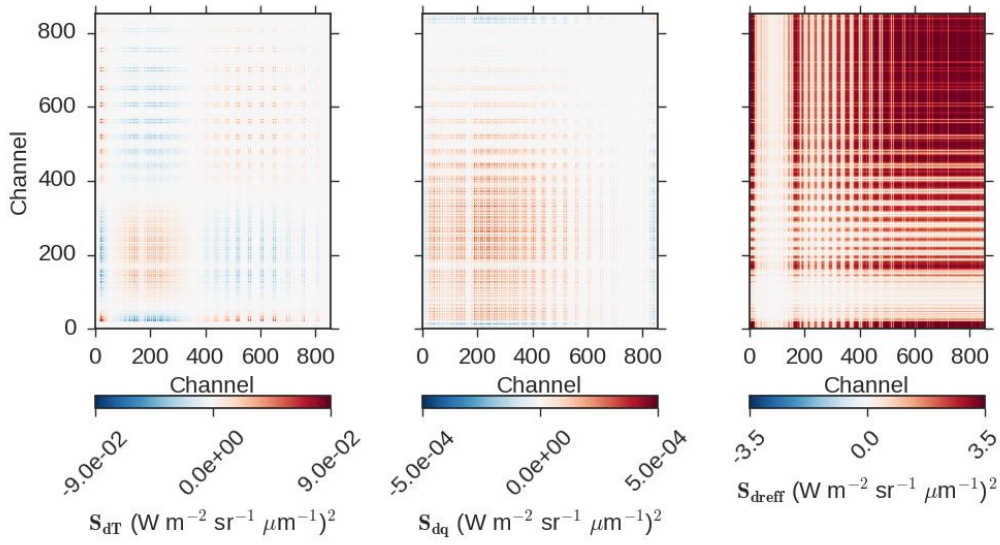 800
600
400
200
0
Channel
0 200 400 600 800
0 200 400 600 800
0 200 400 600 800
Channel
Channel
Channel
-9.0e-02 0.0e+00 9.0e-02
-5.0e-04 0.0e+00 5.0e-04
-3.5 0.0 3.5
S_dT (W m⁻² sr⁻¹ μm⁻¹)²
S_dq (W m⁻² sr⁻¹ μm⁻¹)²
S_dreff (W m⁻² sr⁻¹ μm⁻¹)²